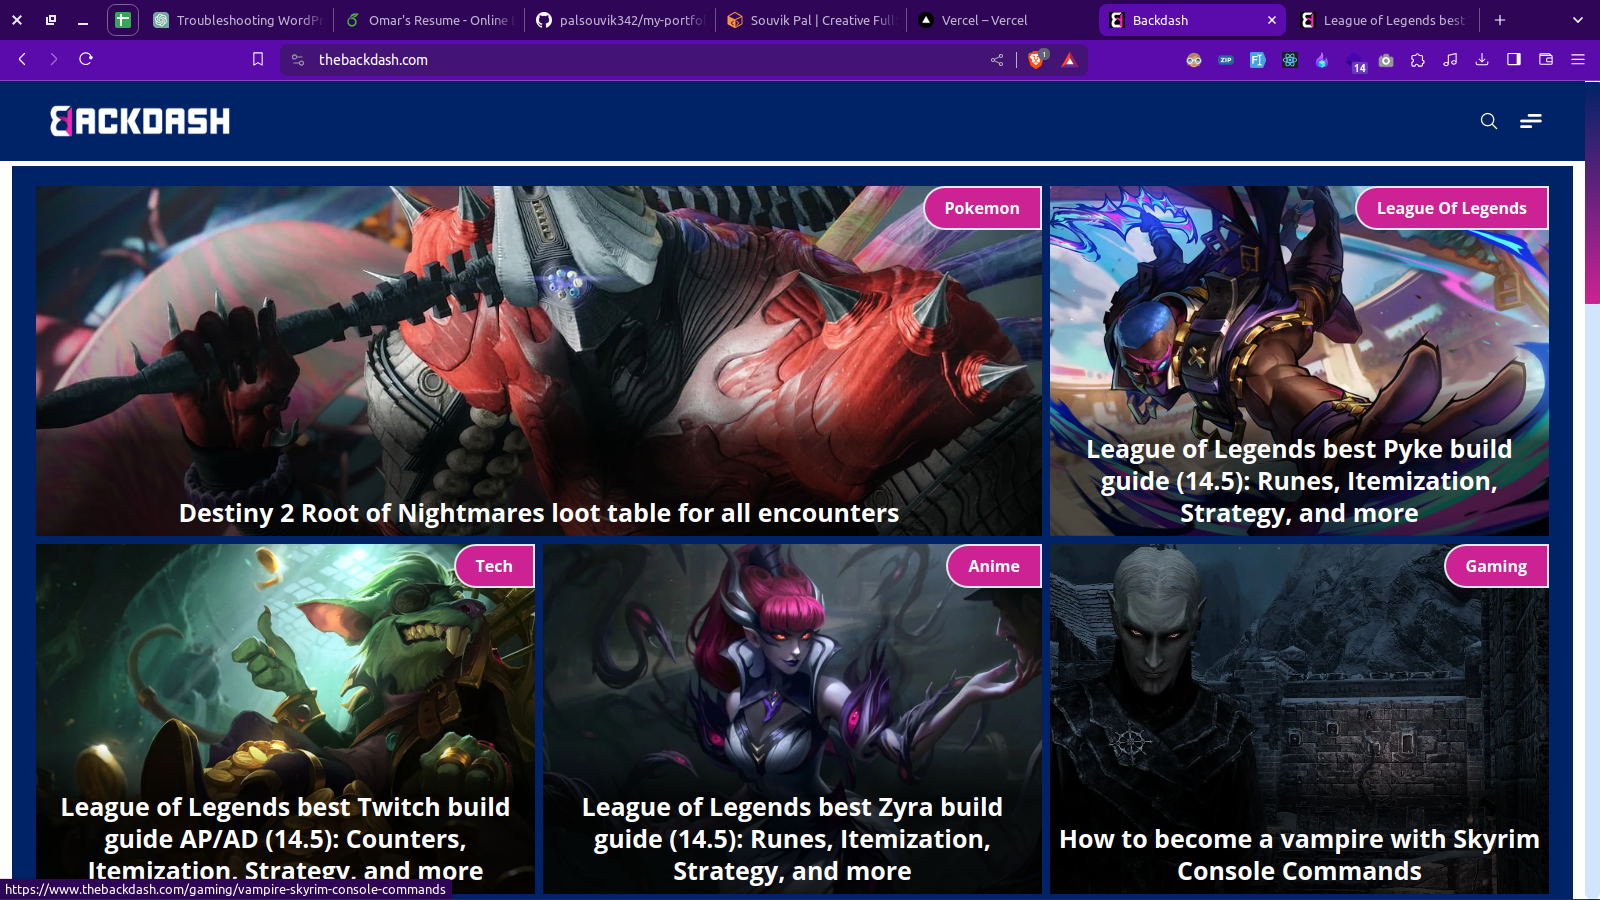 Troubleshooting WordPr
Omar's Resume - Online
palsouvik342/my-portfo
Souvik Pal | Creative Full
Vercel – Vercel
Backdash
League of Legends best
thebackdash.com
1
ZIP
14
BACKDASH
Pokemon
Destiny 2 Root of Nightmares loot table for all encounters
League Of Legends
League of Legends best Pyke build
guide (14.5): Runes, Itemization,
Strategy, and more
Tech
League of Legends best Twitch build
guide AP/AD (14.5): Counters,
Itemization, Strategy, and more
Anime
League of Legends best Zyra build
guide (14.5): Runes, Itemization,
Strategy, and more
Gaming
How to become a vampire with Skyrim
Console Commands
https://www.thebackdash.com/gaming/vampire-skyrim-console-commands